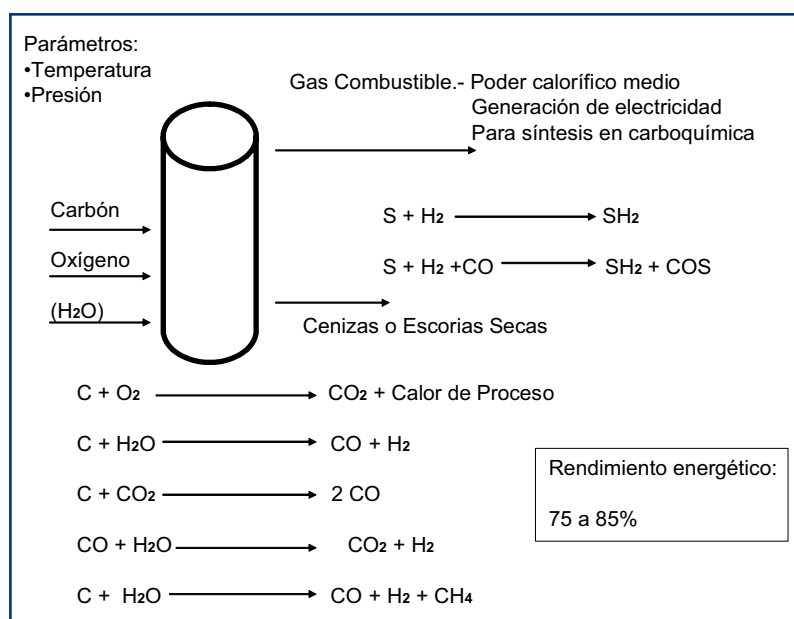 Parámetros:
•Temperatura
•Presión
Gas Combustible.- Poder calorífico medio
Generación de electricidad
Para síntesis en carboquímica
Carbón
Oxígeno
(H₂O)
S + H₂ → SH₂
S + H₂ +CO → SH₂ + COS
Cenizas o Escorias Secas
C + O₂ → CO₂ + Calor de Proceso
C + H₂O → CO + H₂
C + CO₂ → 2 CO
CO + H₂O → CO₂ + H₂
C + H₂O → CO + H₂ + CH₄
Rendimiento energético:
75 a 85%